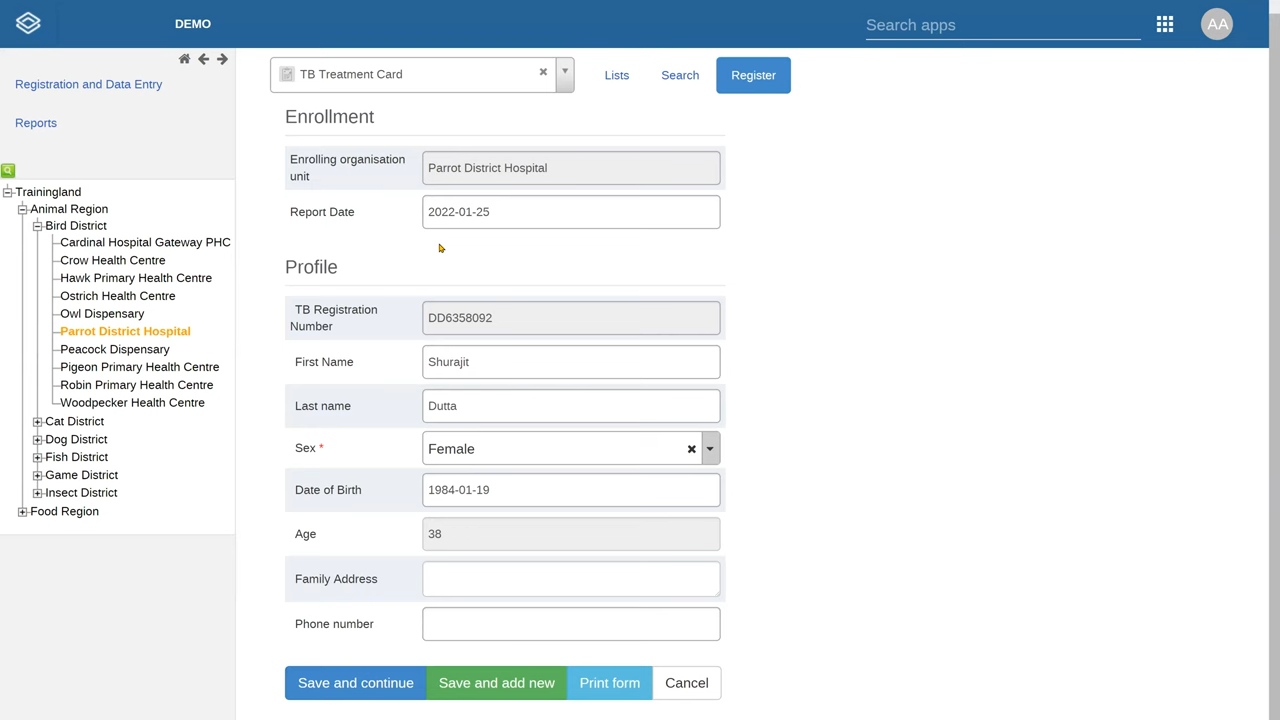 DEMO
Search apps
AA
Registration and Data Entry
Reports
Trainingland
Animal Region
Bird District
Cardinal Hospital Gateway PHC
Crow Health Centre
Hawk Primary Health Centre
Ostrich Health Centre
Owl Dispensary
Parrot District Hospital
Peacock Dispensary
Pigeon Primary Health Centre
Robin Primary Health Centre
Woodpecker Health Centre
Cat District
Dog District
Fish District
Game District
Insect District
Food Region
TB Treatment Card
Lists
Search
Register
Enrollment
Enrolling organisation
unit
Parrot District Hospital
Report Date
2022-01-25
Profile
TB Registration
Number
DD6358092
First Name
Shurajit
Last name
Dutta
Sex *
Female
Date of Birth
1984-01-19
Age
38
Family Address
Phone number
Save and continue
Save and add new
Print form
Cancel